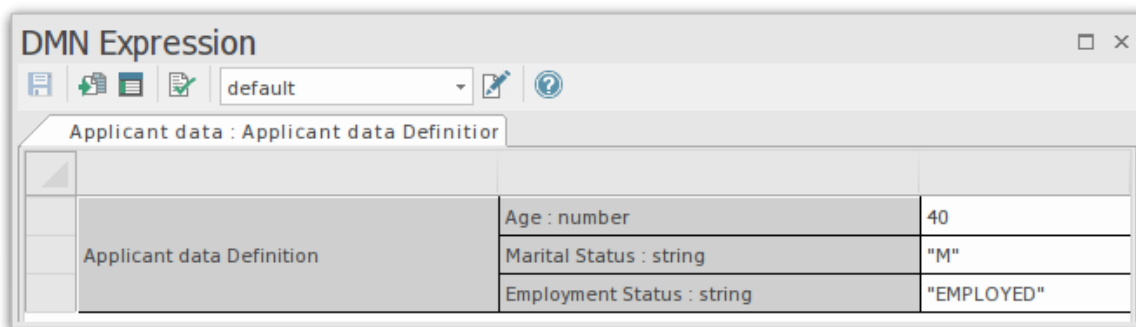 DMN Expression
default
Applicant data : Applicant data Definition
Age : number
40
Applicant data Definition
Marital Status : string
"M"
Employment Status : string
"EMPLOYED"